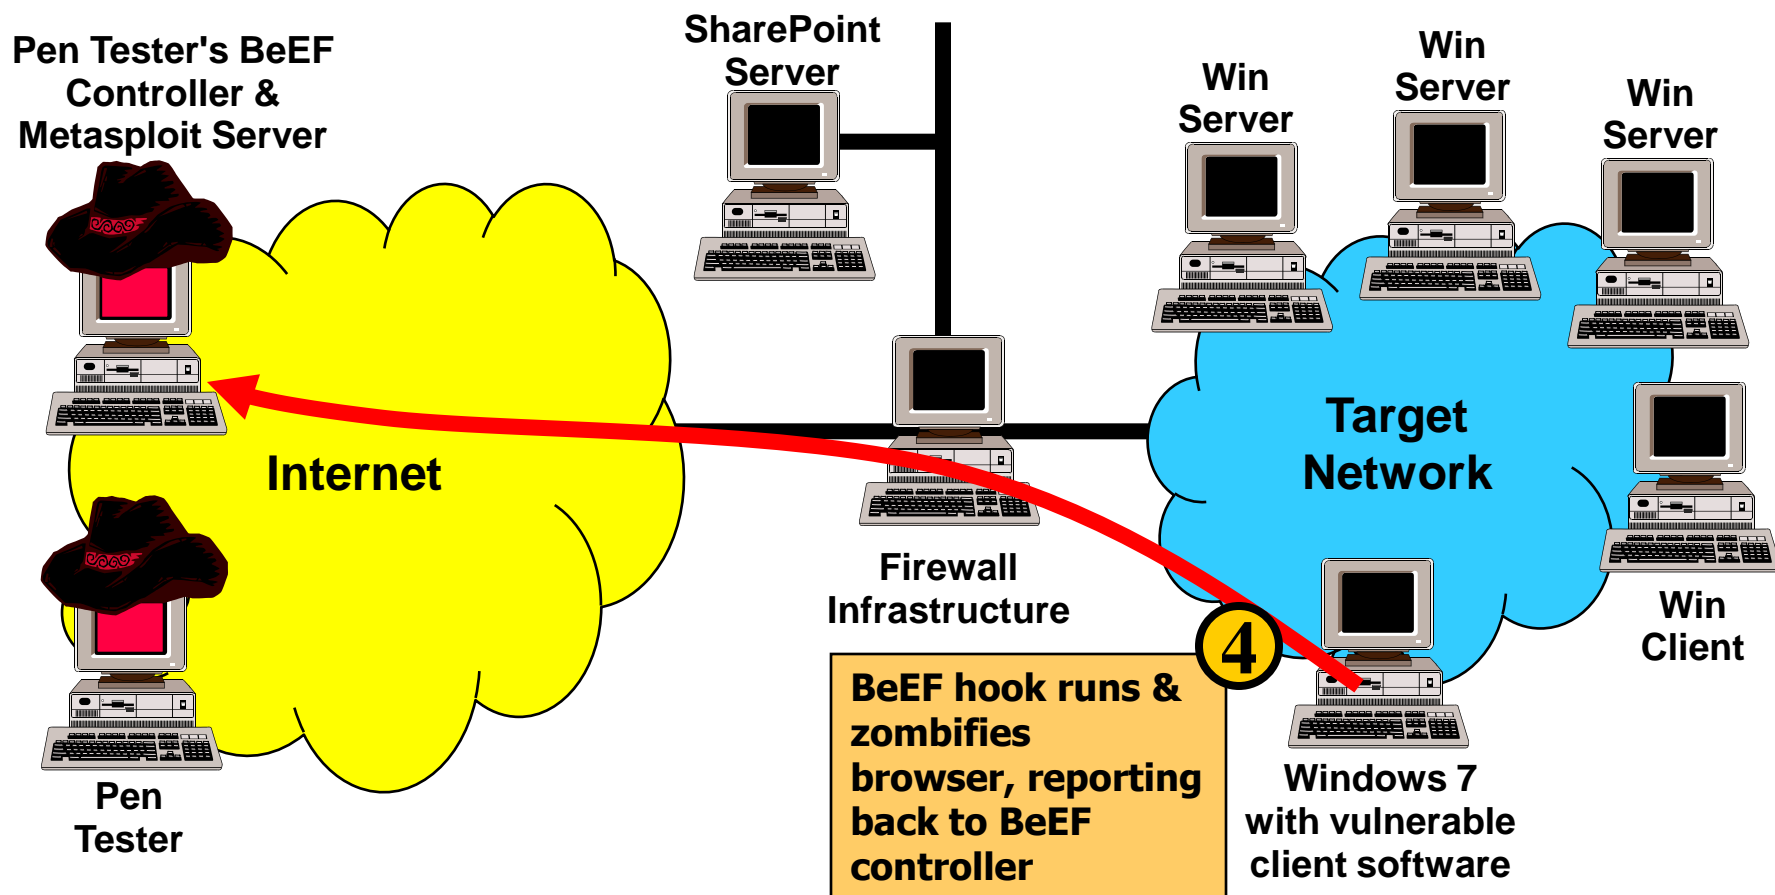 Pen Tester's BeEF
Controller &
Metasploit Server
SharePoint
Server
Win
Server
Win
Server
Win
Server
Internet
Target
Network
Firewall
Infrastructure
Win
Client
Pen
Tester
4
BeEF hook runs &
zombifies
browser, reporting
back to BeEF
controller
Windows 7
with vulnerable
client software